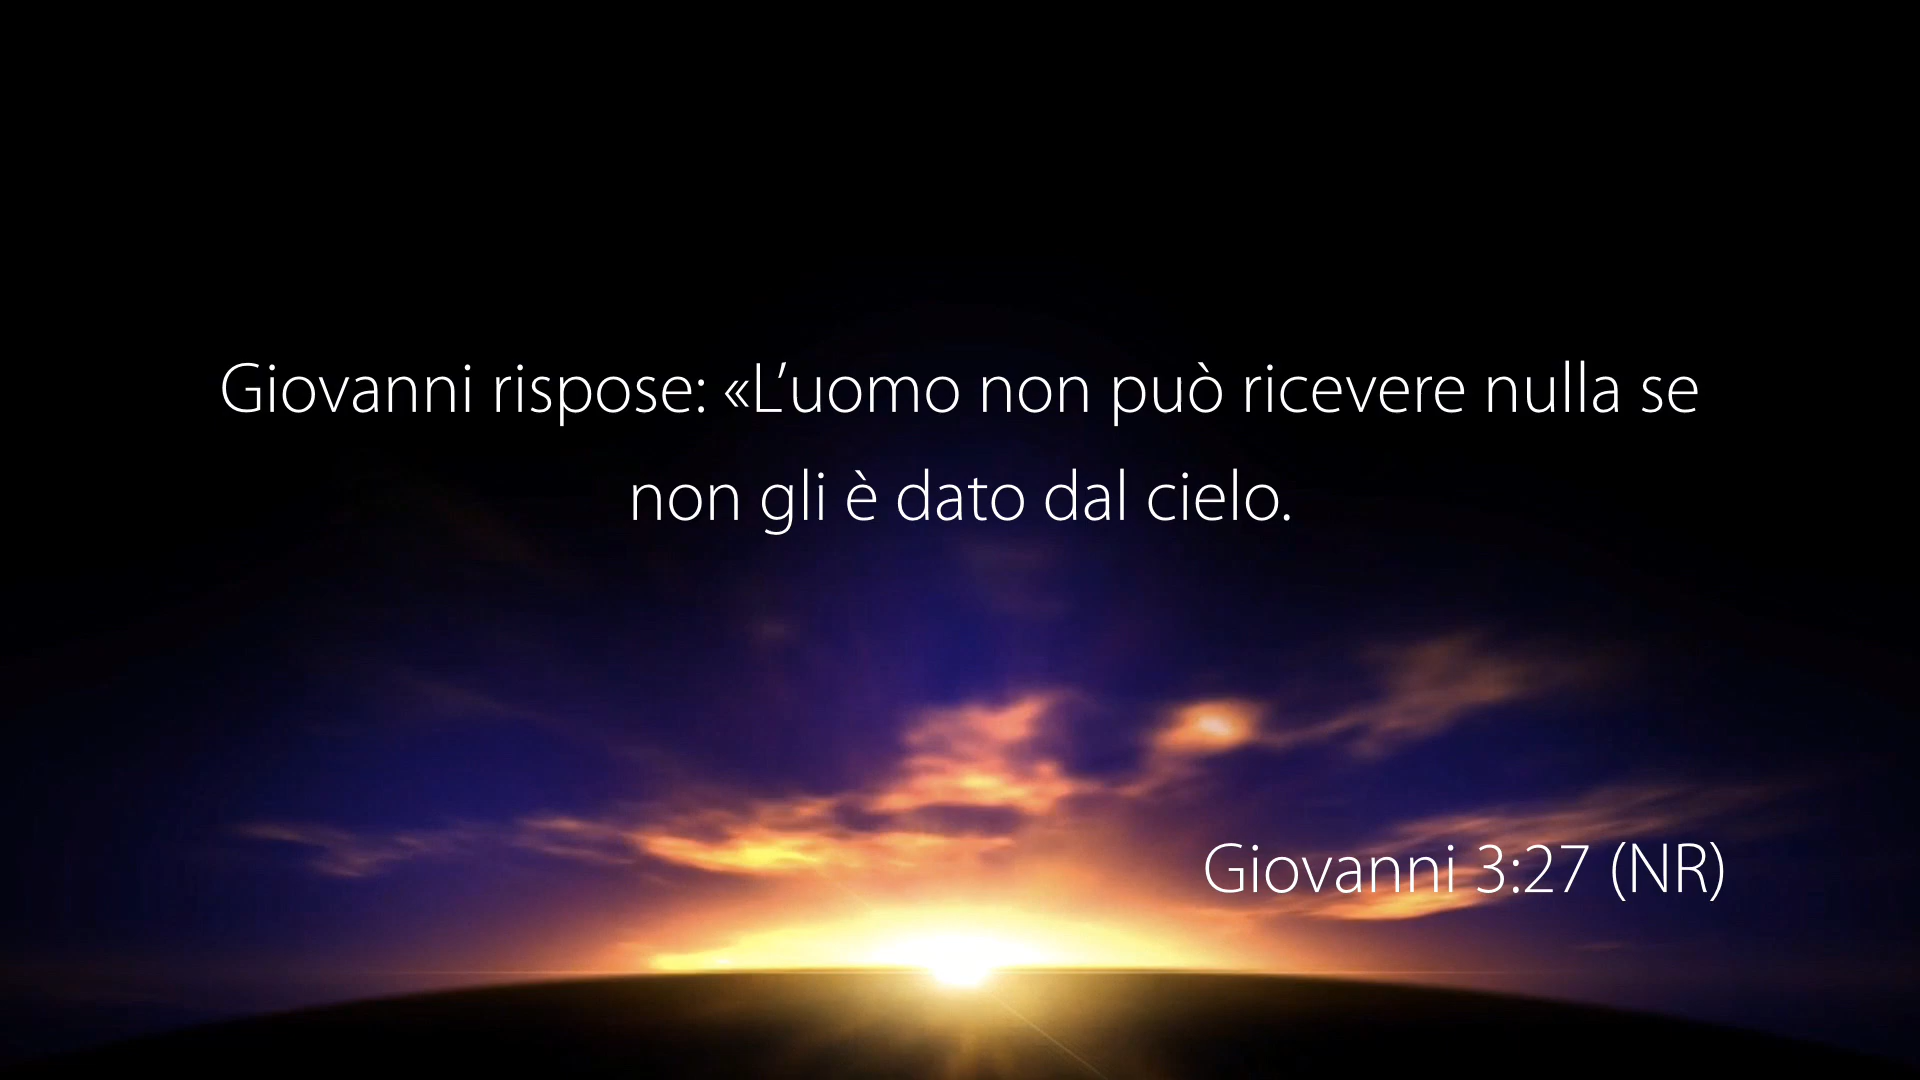 Giovanni rispose: «L’uomo non può ricevere nulla se
non gli è dato dal cielo.
Giovanni 3:27 (NR)